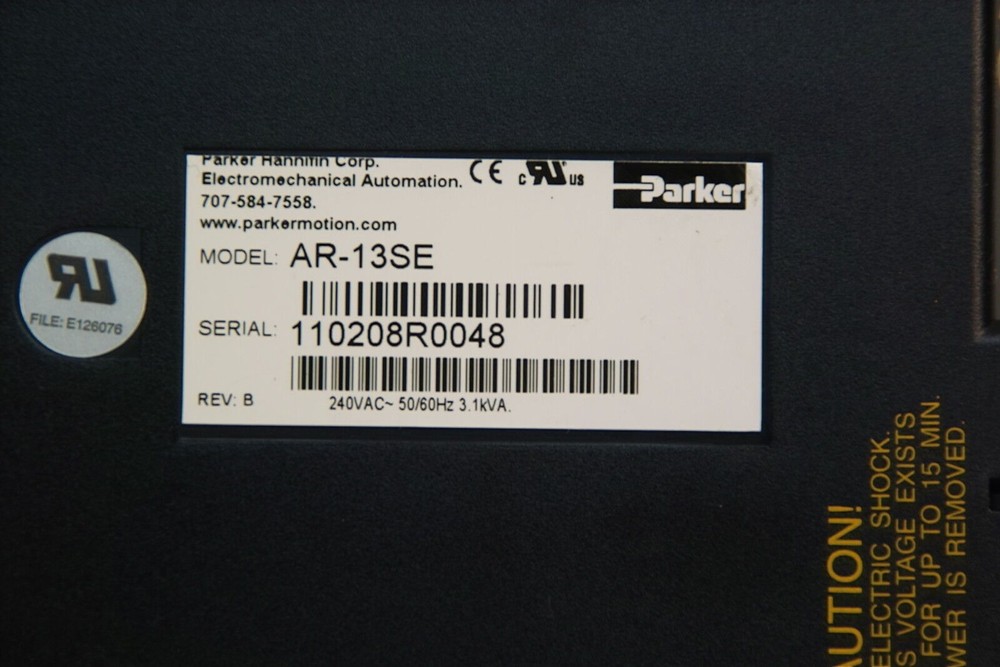 Parker Hannifin Corp.
Electromechanical Automation.
707-584-7558.
www.parkermotion.com
CE
c RU ® US
Parker
MODEL: AR-13SE
SERIAL: 110208R0048
REV: B
240VAC~ 50/60Hz 3.1kVA.
RU
FILE: E126076
AUTION!
ELECTRIC SHOCK.
S VOLTAGE EXISTS
FOR UP TO 15 MIN.
WER IS REMOVED.